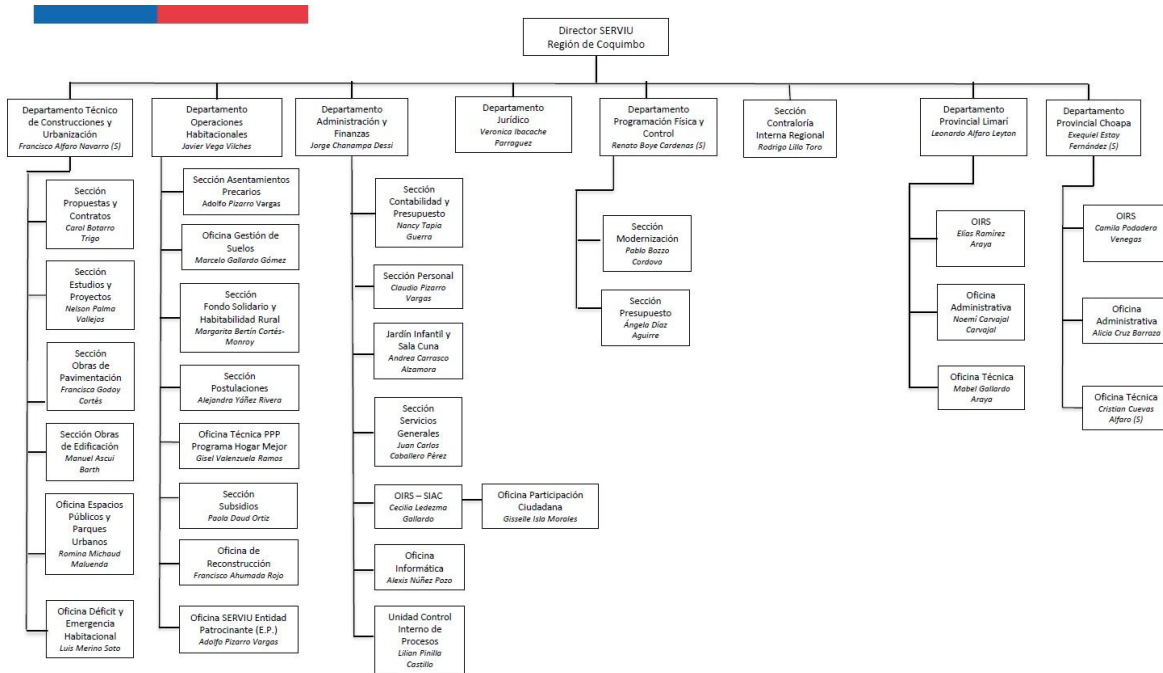 Director SERVIU
Región de Coquimbo
Departamento Técnico
de Construcciones y
Urbanización
Francisco Alfaro Navarro (S)
Departamento
Operaciones
Habitacionales
Javier Vega Vilches
Departamento
Administración y
Finanzas
Jorge Chanampa Dessi
Departamento
Jurídico
Veronica Ibacache
Parraguez
Departamento
Programación Física y
Control
Renato Boye Cardenas (S)
Sección
Contraloría
Interna Regional
Rodrigo Lillo Toro
Departamento
Provincial Limarí
Leonardo Alfaro Leyton
Departamento
Provincial Choapa
Exequiel Estay
Fernández (S)
Sección
Propuestas y
Contratos
Carol Batarro
Trigo
Sección
Estudios y
Proyectos
Nelson Palma
Vallejos
Sección
Obras de
Pavimentación
Francisca Godoy
Cortés
Sección Obras
de Edificación
Manuel Ascui
Barth
Oficina Espacios
Públicos y
Parques
Urbanos
Romina Michaud
Maluenda
Oficina Déficit y
Emergencia
Habitacional
Luis Merino Soto
Sección Asentamientos
Precarios
Adolfo Pizarro Vargas
Oficina Gestión de
Suelos
Marcelo Gallardo Gómez
Sección
Fondo Solidario y
Habitabilidad Rural
Margarita Bertín Cortés-
Monroy
Sección
Postulaciones
Alejandra Yáñez Rivera
Oficina Técnica PPP
Programa Hogar Mejor
Gisel Valenzuela Ramos
Sección
Subsidios
Paola Daud Ortiz
Oficina de
Reconstrucción
Francisco Ahumada Rojo
Oficina SERVIU Entidad
Patrocinante (E.P.)
Adolfo Pizarro Vargas
Sección
Contabilidad y
Presupuesto
Nancy Tapia
Guerra
Sección Personal
Claudio Pizarro
Vargas
Jardín Infantil y
Sala Cuna
Andrea Carrasco
Alzamora
Sección
Servicios
Generales
Juan Carlos
Caballero Pérez
OIRS – SIAC
Cecilia Ledezma
Gallardo
Oficina Participación
Ciudadana
Gisselle Isla Morales
Oficina
Informática
Alexis Núñez Pozo
Unidad Control
Interno de
Procesos
Lilian Pinilla
Castillo
Sección
Modernización
Pablo Bozzo
Cordova
Sección
Presupuesto
Ángela Díaz
Aguirre
OIRS
Elías Ramírez
Araya
Oficina
Administrativa
Noemí Carvajal
Carvajal
Oficina Técnica
Mabel Gallardo
Araya
OIRS
Camila Podadera
Venegas
Oficina
Administrativa
Alicia Cruz Barraza
Oficina Técnica
Cristian Cuevas
Alfaro (S)